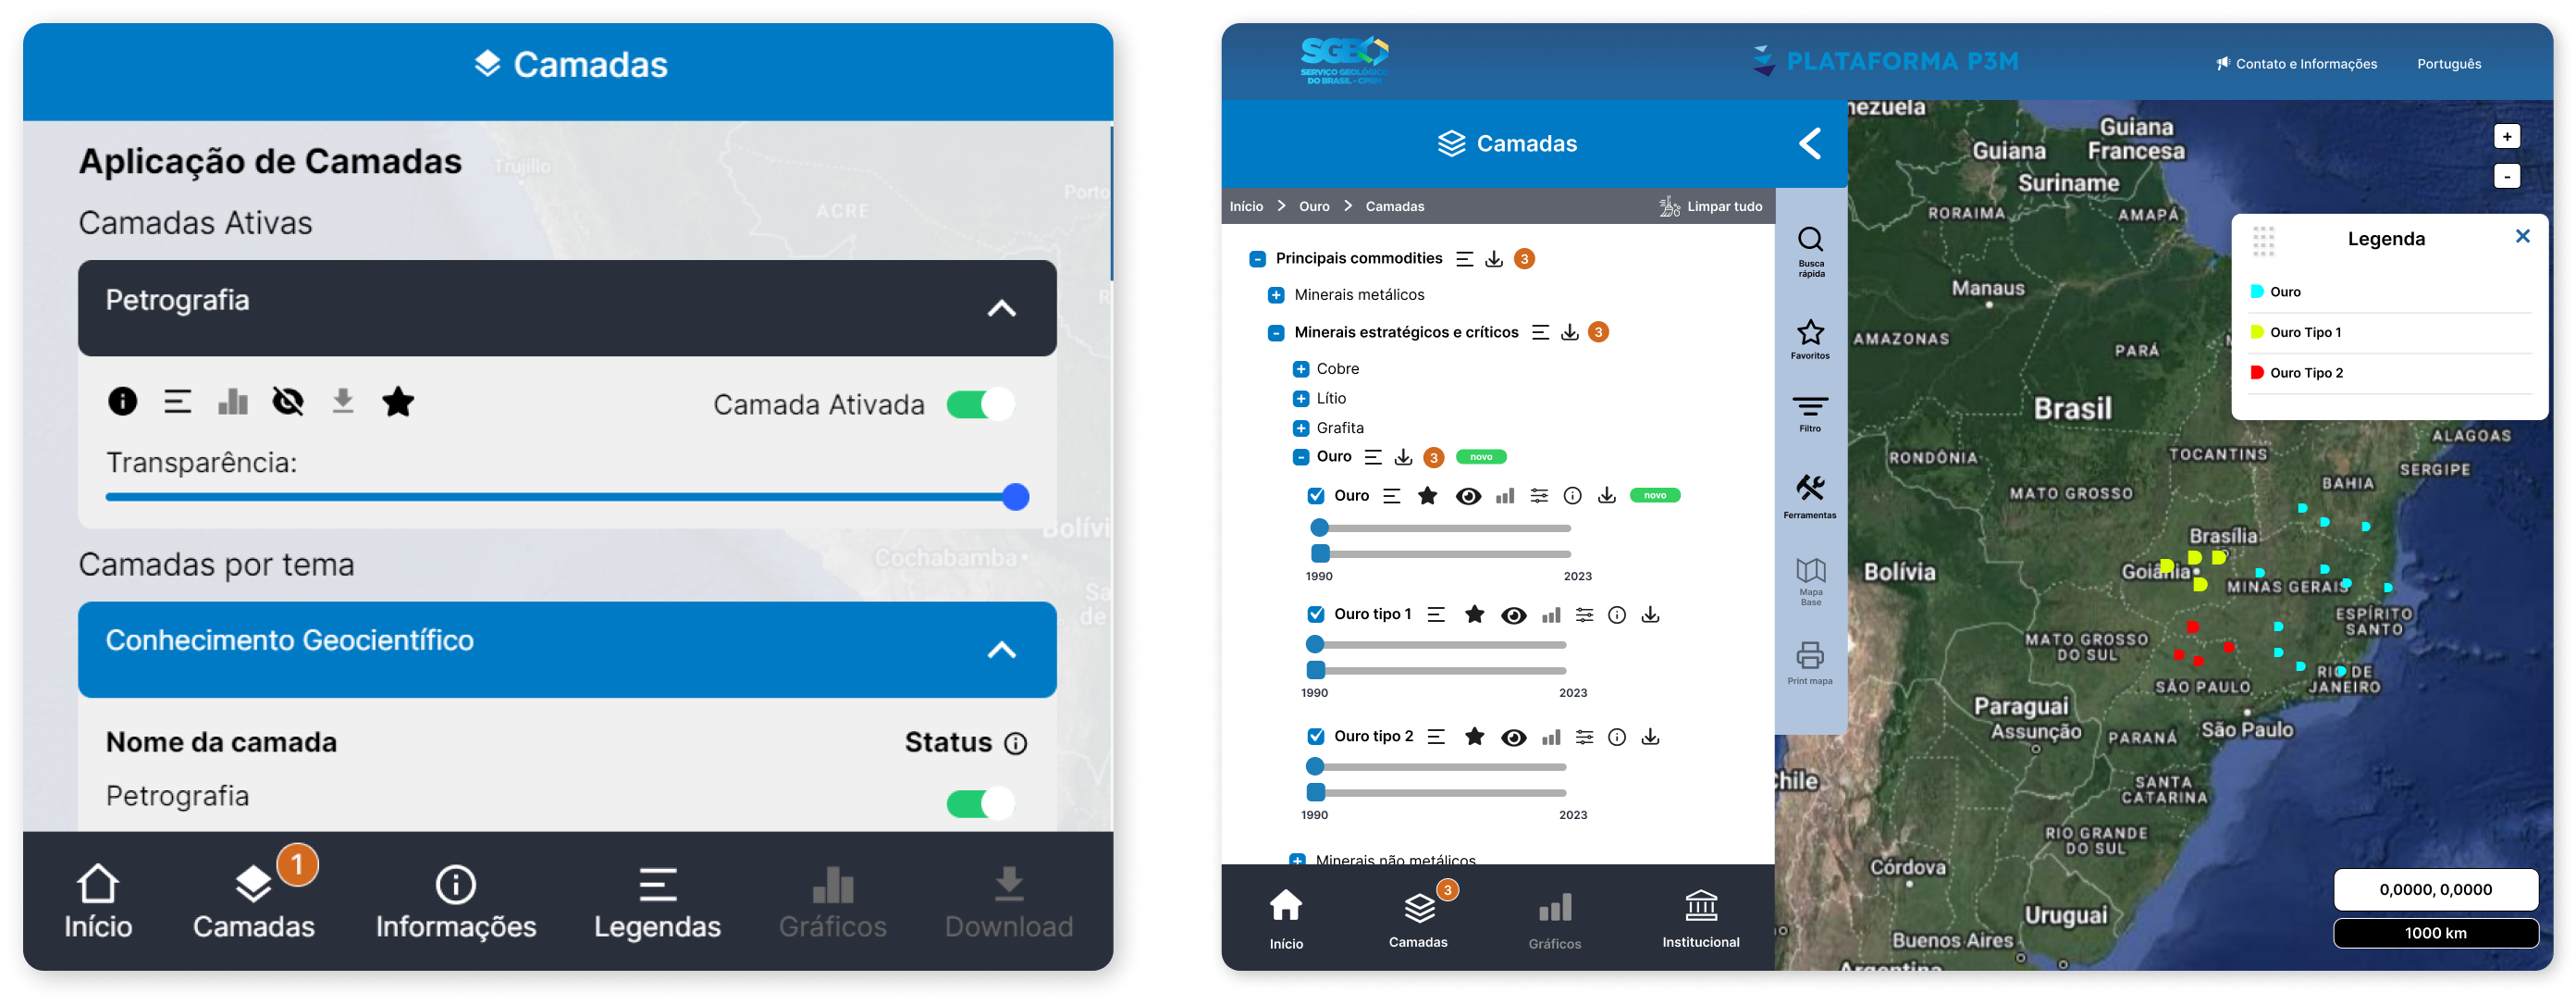 Camadas
Aplicação de Camadas
Trujillo
Porto
ACRE
Camadas Ativas
Petrografia
Camada Ativada
Transparência:
Bolívi
Cochabamba
Camadas por tema
Sa
de
Conhecimento Geocientífico
Nome da camada
Status
Petrografia
1
Início
Camadas
Informações
Legendas
Gráficos
Download
SGB
SERVIÇO GEOLÓGICO
DO BRASIL - CPRM
PLATAFORMA P3M
Contato e Informações
Português
Camadas
Início > Ouro > Camadas
Limpar tudo
- Principais commodities 3
+ Minerais metálicos
- Minerais estratégicos e críticos 3
+ Cobre
+ Lítio
+ Grafita
- Ouro 3 novo
Ouro novo
1990 2023
Ouro tipo 1
1990 2023
Ouro tipo 2
1990 2023
+ Minerais não metálicos
3
Início
Camadas
Gráficos
Institucional
Busca
rápida
Favoritos
Filtro
Ferramentas
Mapa
Base
Print mapa
nezuela
Guiana
Guiana
Francesa
Suriname
RORAIMA
AMAPÁ
Manaus
AMAZONAS
PARÁ
Brasil
ALAGOAS
RONDÔNIA
TOCANTINS
SERGIPE
MATO GROSSO
BAHIA
Brasília
Bolívia
Goiânia
MINAS GERAIS
ESPÍRITO
SANTO
MATO GROSSO
DO SUL
RIO DE
JANEIRO
SÃO PAULO
Paraguai
Assunção
PARANÁ
São Paulo
Chile
SANTA
CATARINA
RIO GRANDE
DO SUL
Córdova
Uruguai
Buenos Aires
Argentina
+
-
Legenda
Ouro
Ouro Tipo 1
Ouro Tipo 2
0,0000, 0,0000
1000 km